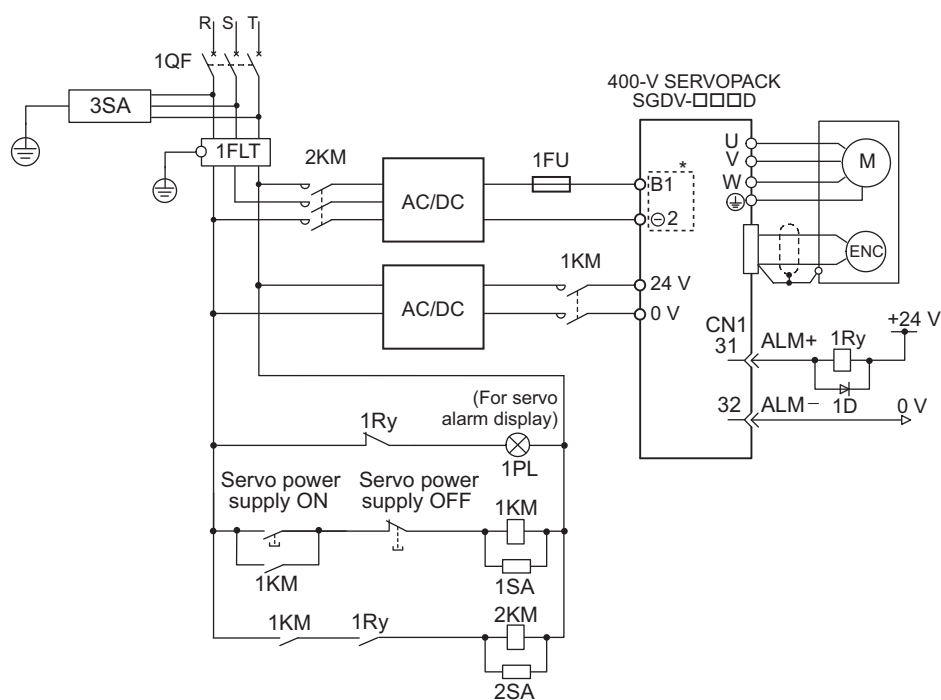 R S T
1QF
400-V SERVOPACK
SGDV-□□□D
3SA
1FLT
2KM
AC/DC
1FU
B1
*
⊖2
U
V
W
M
ENC
AC/DC
1KM
24 V
0 V
CN1
31
ALM+
1Ry
+24 V
1D
32
ALM−
0 V
(For servo
alarm display)
1Ry
1PL
Servo power
supply ON
Servo power
supply OFF
1KM
1KM
1SA
1KM
1Ry
2KM
2SA